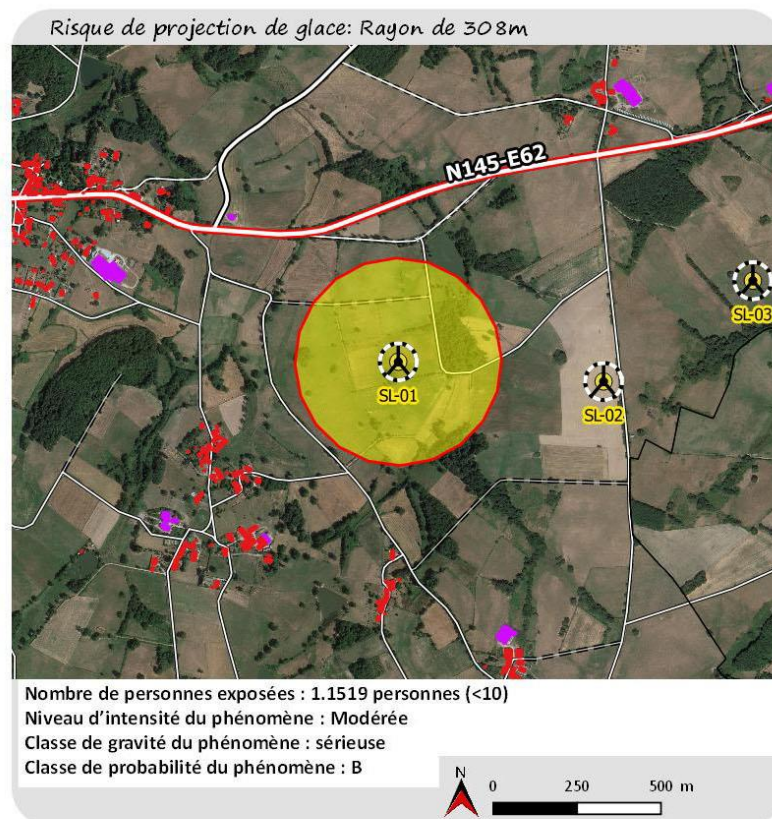 Risque de projection de glace: Rayon de 308m
N145-E62
SL-03
SL-01
SL-02
Nombre de personnes exposées : 1.1519 personnes (<10)
Niveau d'intensité du phénomène : Modérée
Classe de gravité du phénomène : sérieuse
Classe de probabilité du phénomène : B
N
0 250 500 m